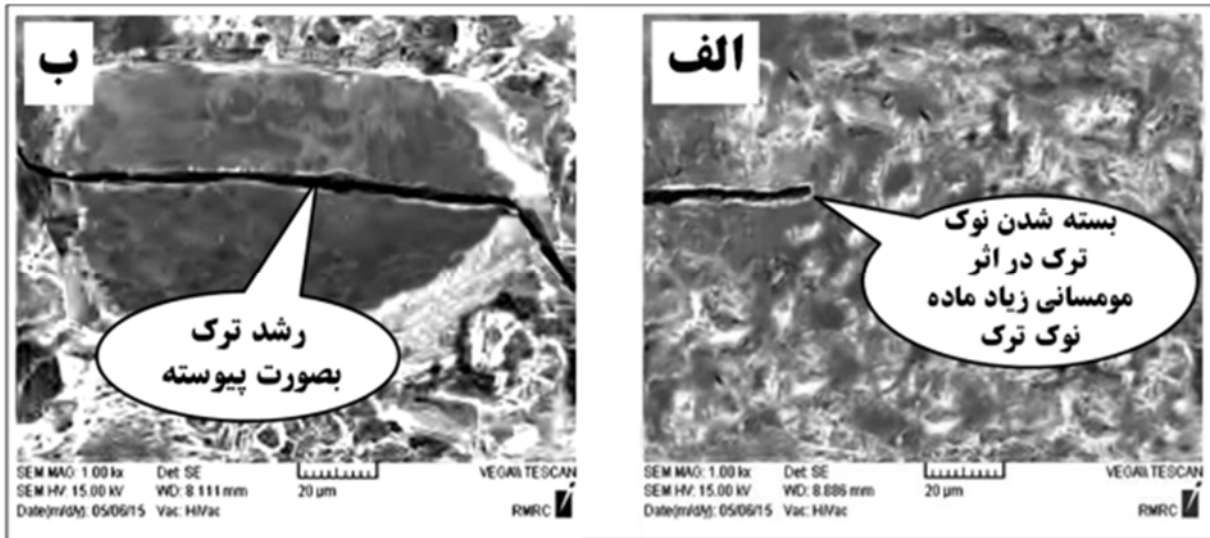 الف
بسته شدن نوک
ترک در اثر
مومسانی زیاد ماده
نوک ترک
SEM MAG: 1.00 kx Det: SE VEGA\\ TESCAN
SEM HV: 15.00 kV WD: 8.886 mm 20 µm
Date(m/d/y): 05/06/15 Vac: HiVac RMRC
ب
رشد ترک
بصورت پیوسته
SEM MAG: 1.00 kx Det: SE VEGA\\ TESCAN
SEM HV: 15.00 kV WD: 8.111 mm 20 µm
Date(m/d/y): 05/06/15 Vac: HiVac RMRC